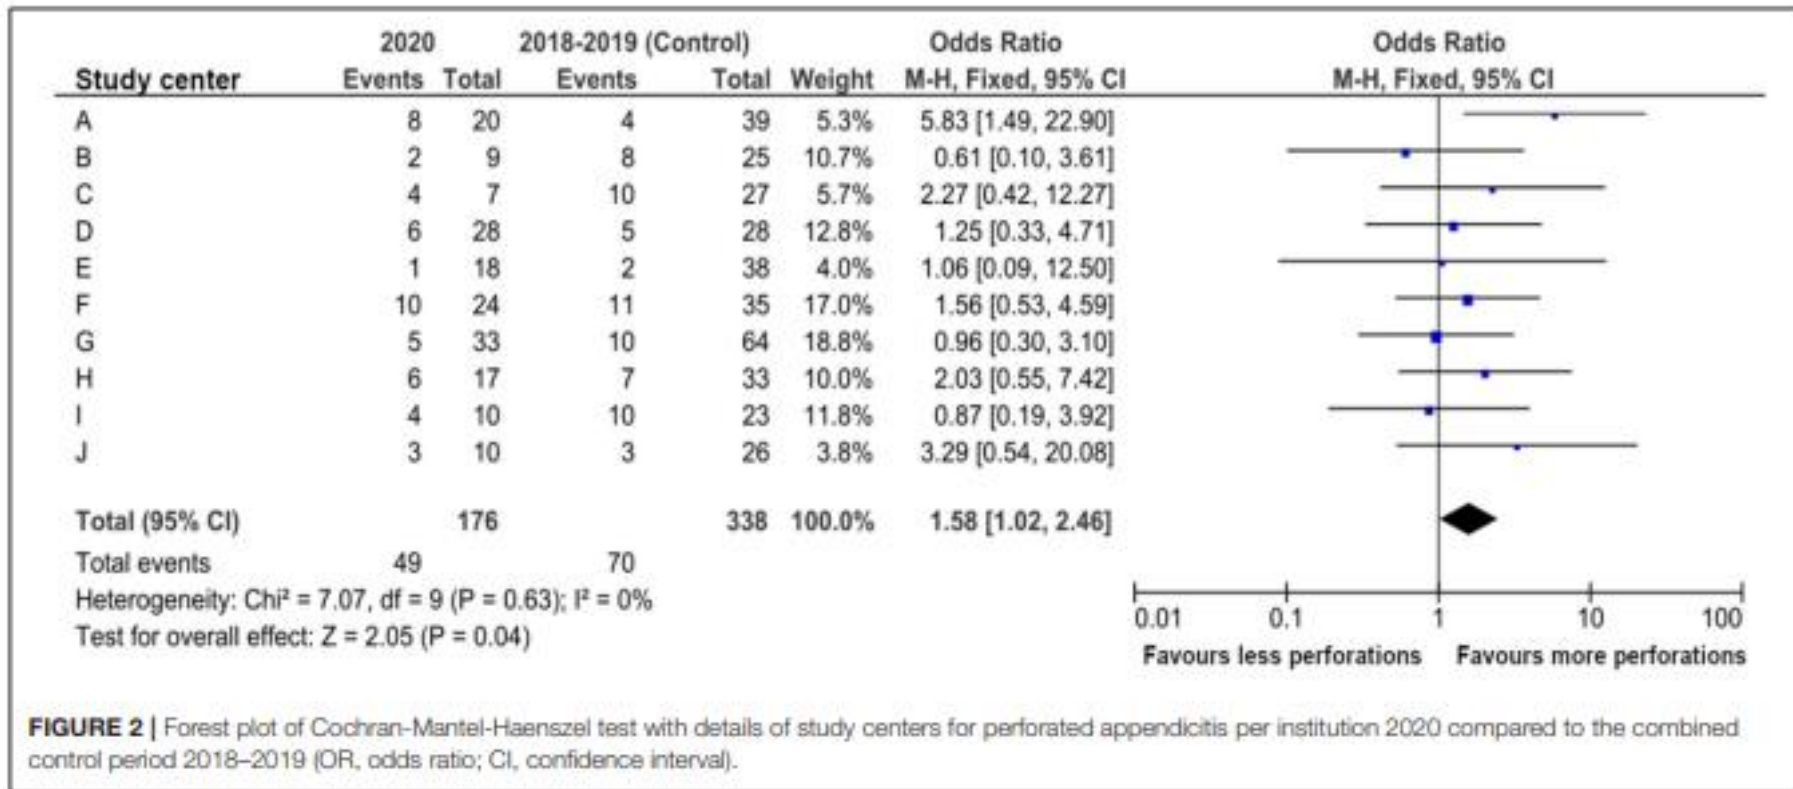 2020 2018-2019 (Control) Odds Ratio Odds Ratio
Study center Events Total Events Total Weight M-H, Fixed, 95% CI M-H, Fixed, 95% CI
A 8 20 4 39 5.3% 5.83 [1.49, 22.90]
B 2 9 8 25 10.7% 0.61 [0.10, 3.61]
C 4 7 10 27 5.7% 2.27 [0.42, 12.27]
D 6 28 5 28 12.8% 1.25 [0.33, 4.71]
E 1 18 2 38 4.0% 1.06 [0.09, 12.50]
F 10 24 11 35 17.0% 1.56 [0.53, 4.59]
G 5 33 10 64 18.8% 0.96 [0.30, 3.10]
H 6 17 7 33 10.0% 2.03 [0.55, 7.42]
I 4 10 10 23 11.8% 0.87 [0.19, 3.92]
J 3 10 3 26 3.8% 3.29 [0.54, 20.08]
Total (95% CI) 176 338 100.0% 1.58 [1.02, 2.46]
Total events 49 70
Heterogeneity: Chi² = 7.07, df = 9 (P = 0.63); I² = 0%
Test for overall effect: Z = 2.05 (P = 0.04)
0.01 0.1 1 10 100
Favours less perforations Favours more perforations
FIGURE 2 | Forest plot of Cochran-Mantel-Haenszel test with details of study centers for perforated appendicitis per institution 2020 compared to the combined
control period 2018–2019 (OR, odds ratio; CI, confidence interval).